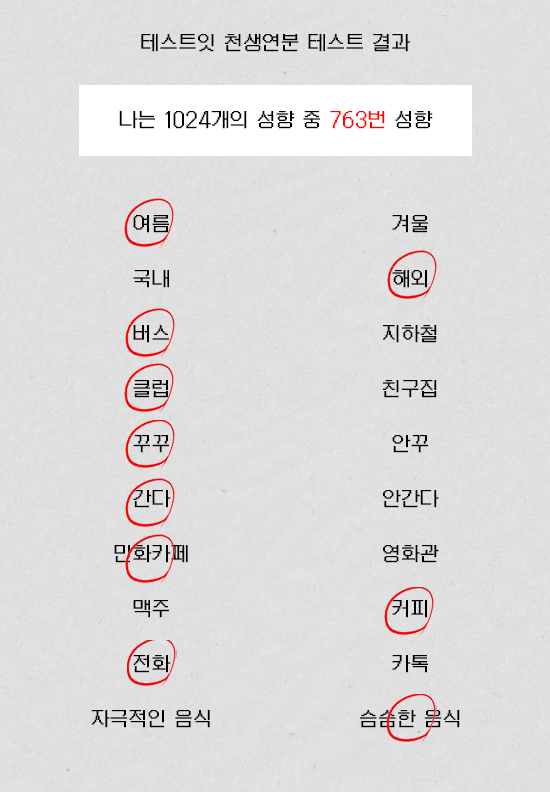 테스트잇 천생연분 테스트 결과
나는 1024개의 성향 중 763번 성향
여름 겨울
국내 해외
버스 지하철
클럽 친구집
꾸꾸 안꾸
간다 안간다
만화카페 영화관
맥주 커피
전화 카톡
자극적인 음식 슴슴한 음식